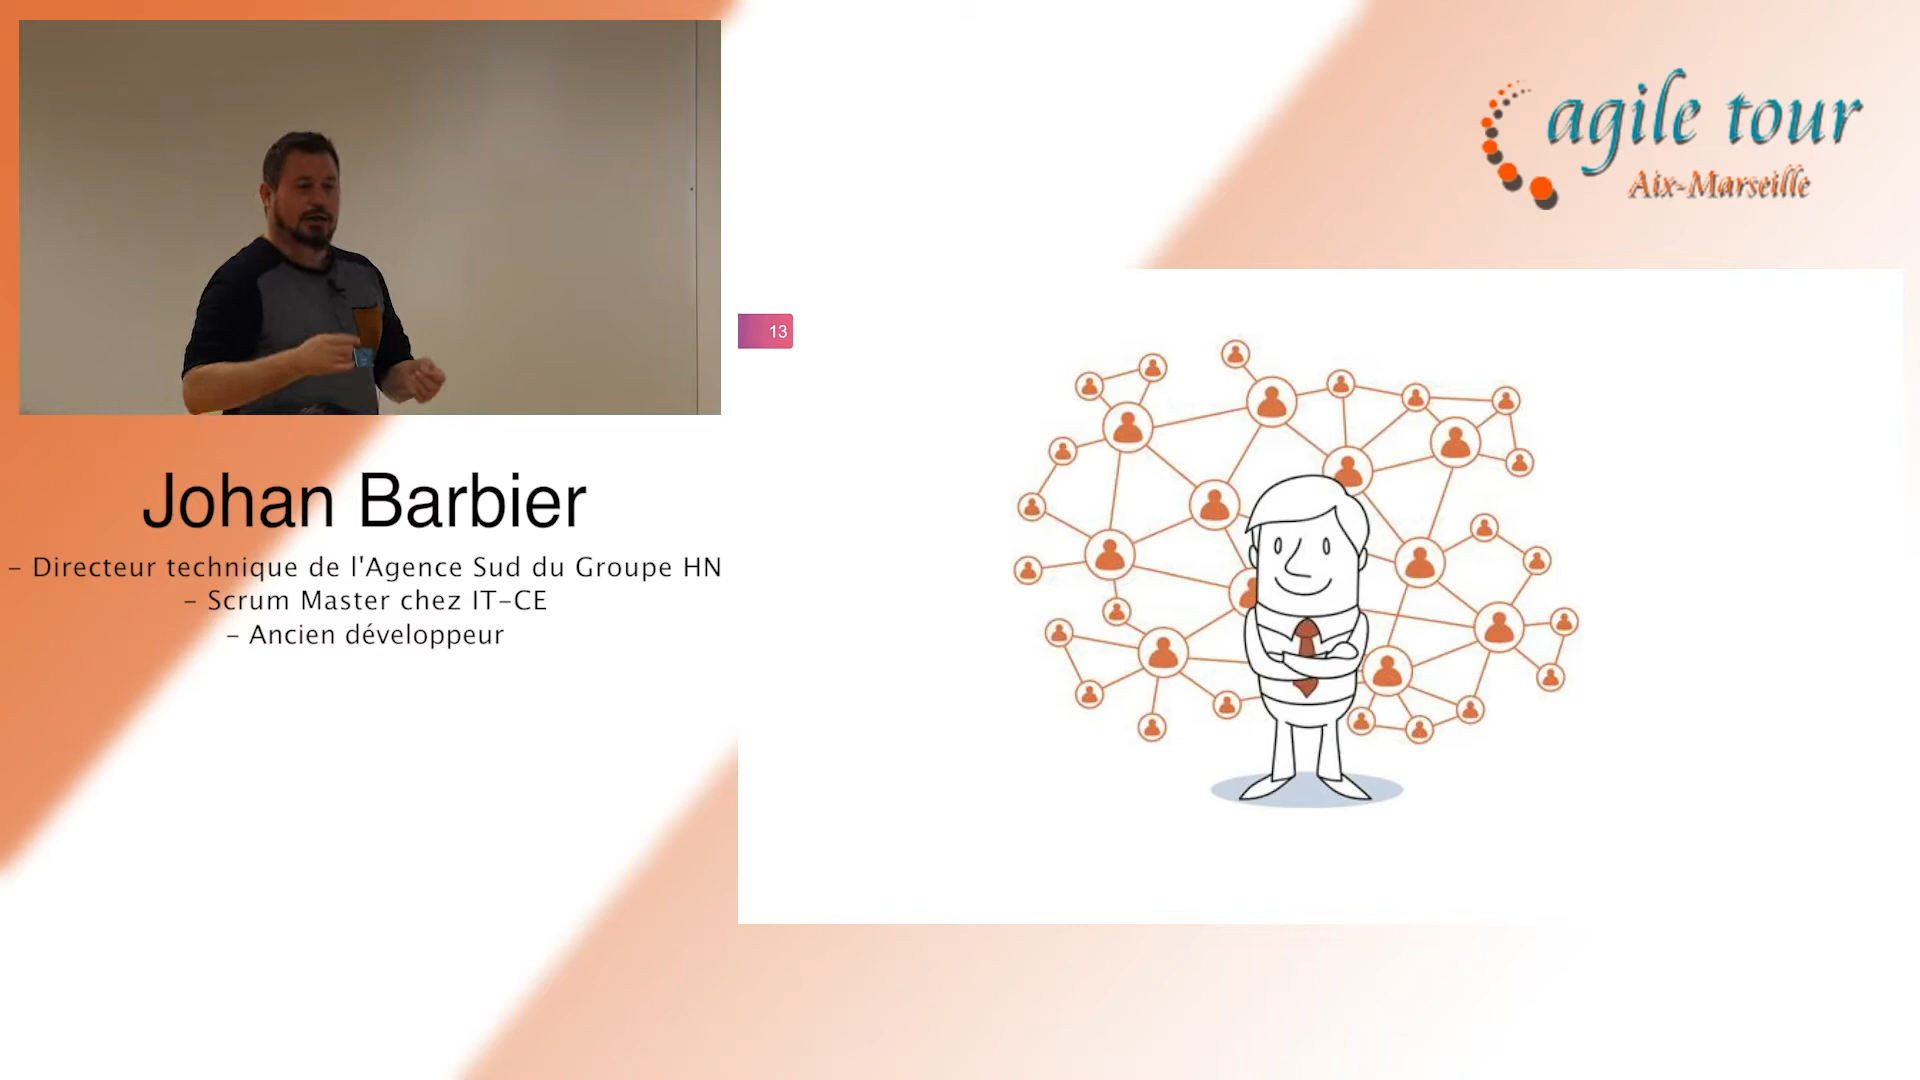 agile tour
Aix-Marseille
13
Johan Barbier
- Directeur technique de l'Agence Sud du Groupe HN
- Scrum Master chez IT-CE
- Ancien développeur